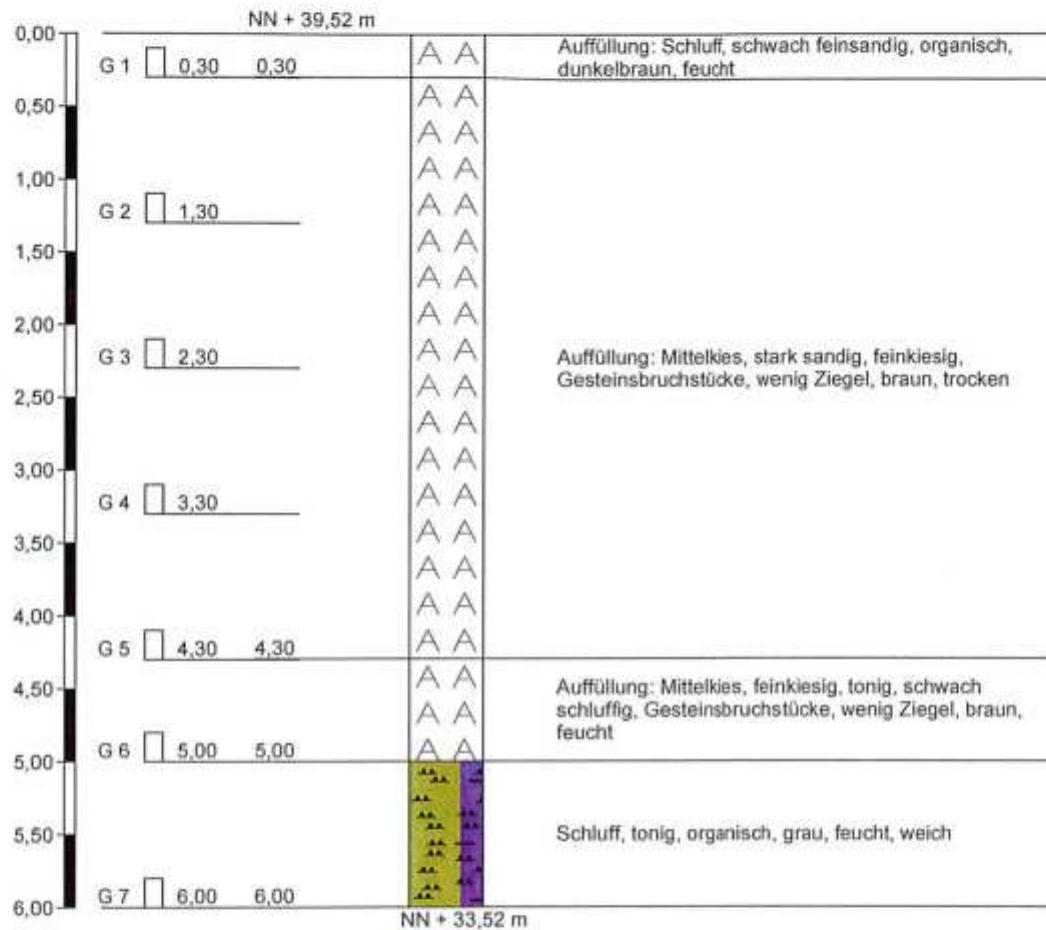 NN + 39,52 m
0,00
Auffüllung: Schluff, schwach feinsandig, organisch,
dunkelbraun, feucht
G 1 0,30 0,30
0,50
1,00
G 2 1,30
1,50
2,00
G 3 2,30
Auffüllung: Mittelkies, stark sandig, feinkiesig,
Gesteinsbruchstücke, wenig Ziegel, braun, trocken
2,50
3,00
G 4 3,30
3,50
4,00
G 5 4,30 4,30
4,50
Auffüllung: Mittelkies, feinkiesig, tonig, schwach
schluffig, Gesteinsbruchstücke, wenig Ziegel, braun,
feucht
G 6 5,00 5,00
5,00
5,50
Schluff, tonig, organisch, grau, feucht, weich
G 7 6,00 6,00
6,00
NN + 33,52 m